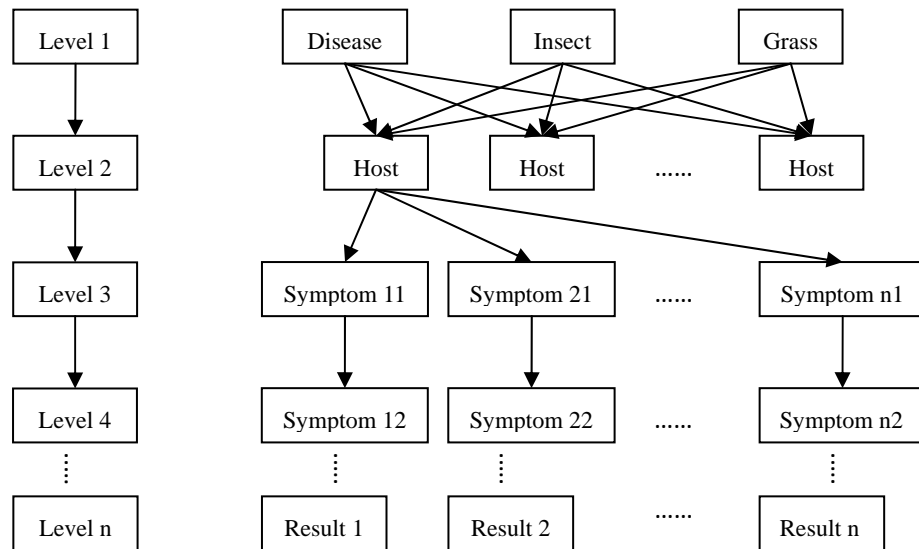 Level 1 Disease Insect Grass
Level 2 Host Host ...... Host
Level 3 Symptom 11 Symptom 21 ...... Symptom n1
Level 4 Symptom 12 Symptom 22 ...... Symptom n2
Level n Result 1 Result 2 ...... Result n